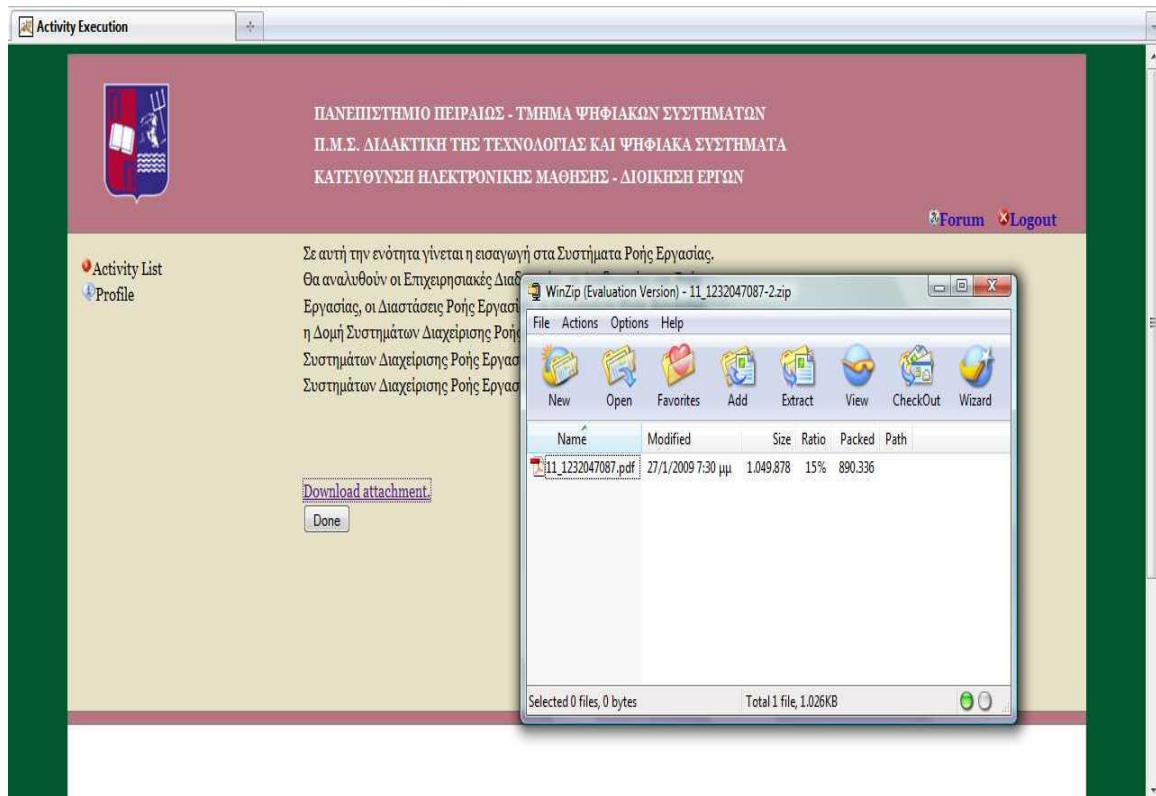 Activity Execution
ΠΑΝΕΠΙΣΤΗΜΙΟ ΠΕΙΡΑΙΩΣ - ΤΜΗΜΑ ΨΗΦΙΑΚΩΝ ΣΥΣΤΗΜΑΤΩΝ
Π.Μ.Σ. ΔΙΔΑΚΤΙΚΗ ΤΗΣ ΤΕΧΝΟΛΟΓΙΑΣ ΚΑΙ ΨΗΦΙΑΚΑ ΣΥΣΤΗΜΑΤΑ
ΚΑΤΕΥΘΥΝΣΗ ΗΛΕΚΤΡΟΝΙΚΗΣ ΜΑΘΗΣΗΣ - ΔΙΟΙΚΗΣΗ ΕΡΓΩΝ
Forum Logout
Activity List
Profile
Σε αυτή την ενότητα γίνεται η εισαγωγή στα Συστήματα Ροής Εργασίας.
Θα αναλυθούν οι Επιχειρησιακές
Εργασίας, οι Διαστάσεις Ροής
η Δομή Συστημάτων Διαχείρισης
Συστημάτων Διαχείρισης Ροής
Συστημάτων Διαχείρισης Ροής
Download attachment.
Done
WinZip (Evaluation Version) - 11_1232047087-2.zip
File Actions Options Help
New Open Favorites Add Extract View CheckOut Wizard
Name Modified Size Ratio Packed Path
11_1232047087.pdf 27/1/2009 7:30 μμ 1.049.878 15% 890.336
Selected 0 files, 0 bytes Total 1 file, 1.026KB